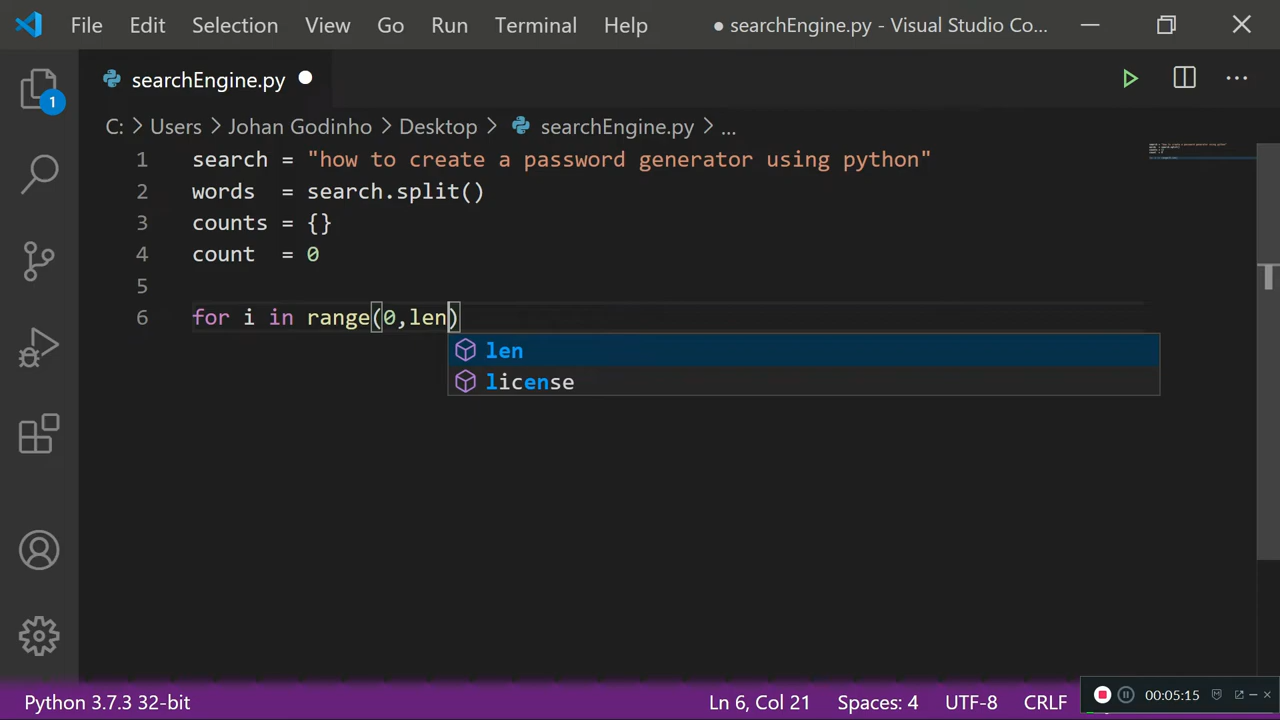 File Edit Selection View Go Run Terminal Help ● searchEngine.py - Visual Studio Co...
searchEngine.py
1
C: > Users > Johan Godinho > Desktop > searchEngine.py > ...
1 search = "how to create a password generator using python"
2 words  = search.split()
3 counts = {}
4 count  = 0
5
6 for i in range(0,len)
len
license
Python 3.7.3 32-bit Ln 6, Col 21 Spaces: 4 UTF-8 CRLF 00:05:15